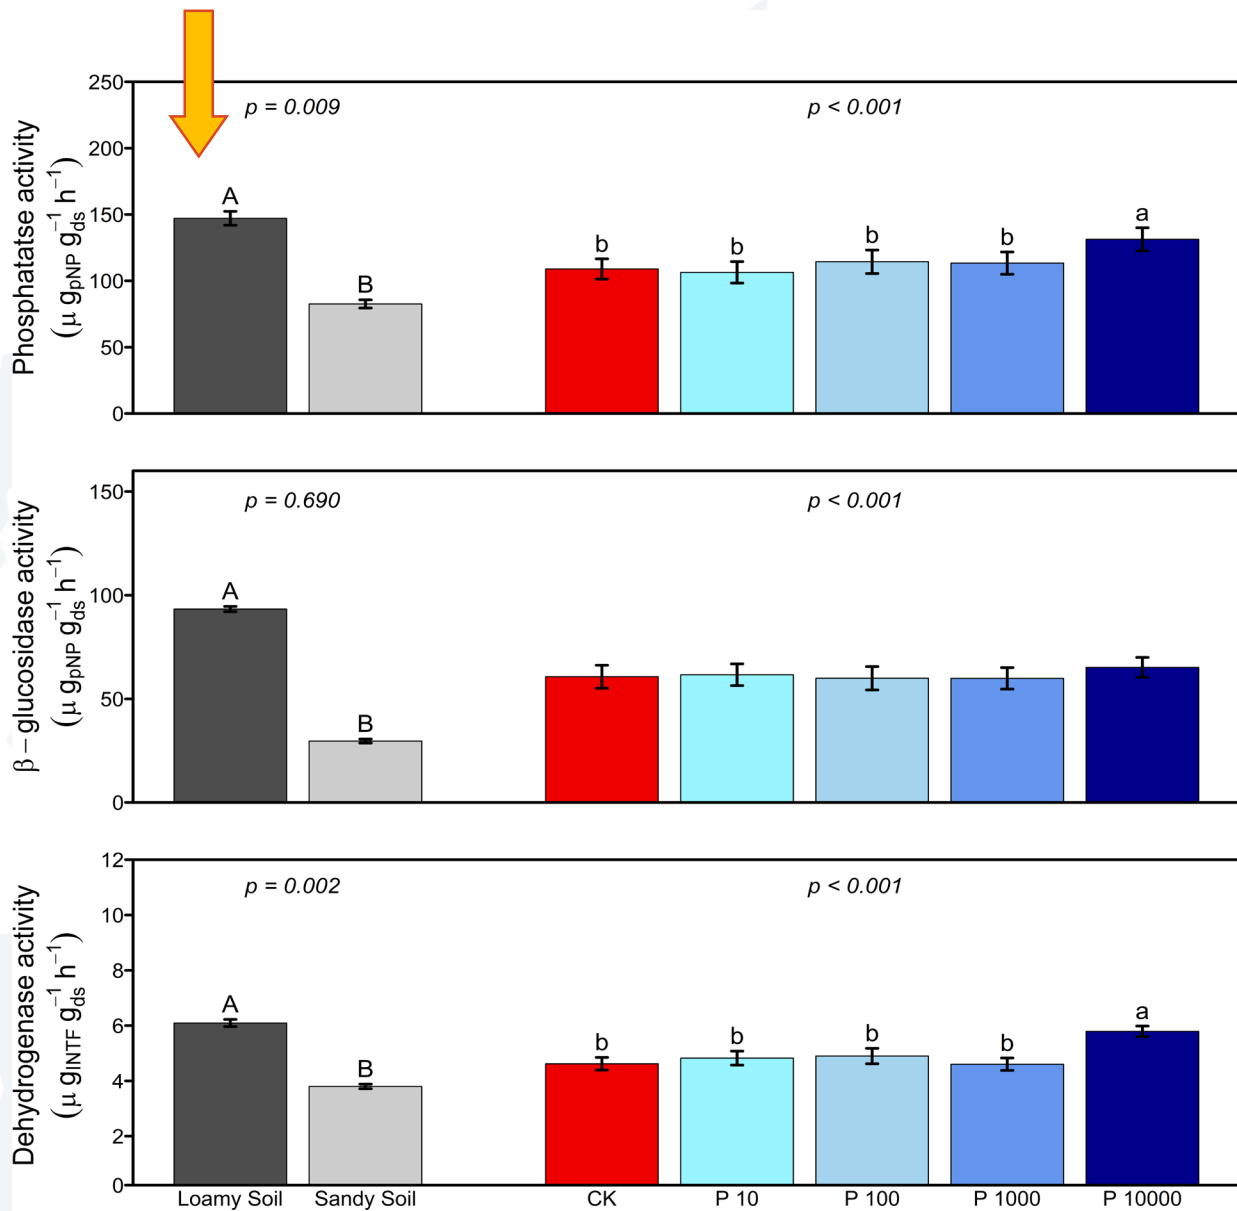 Phosphatatse activity
(μ gpNP gds⁻¹ h⁻¹)
250
200
150
100
50
0
p = 0.009
p < 0.001
A
B
b
b
b
b
a
β − glucosidase activity
(μ gpNP gds⁻¹ h⁻¹)
150
100
50
0
p = 0.690
p < 0.001
A
B
Dehydrogenase activity
(μ gINTF gds⁻¹ h⁻¹)
12
10
8
6
4
2
0
p = 0.002
p < 0.001
A
B
b
b
b
b
a
Loamy Soil Sandy Soil CK P 10 P 100 P 1000 P 10000